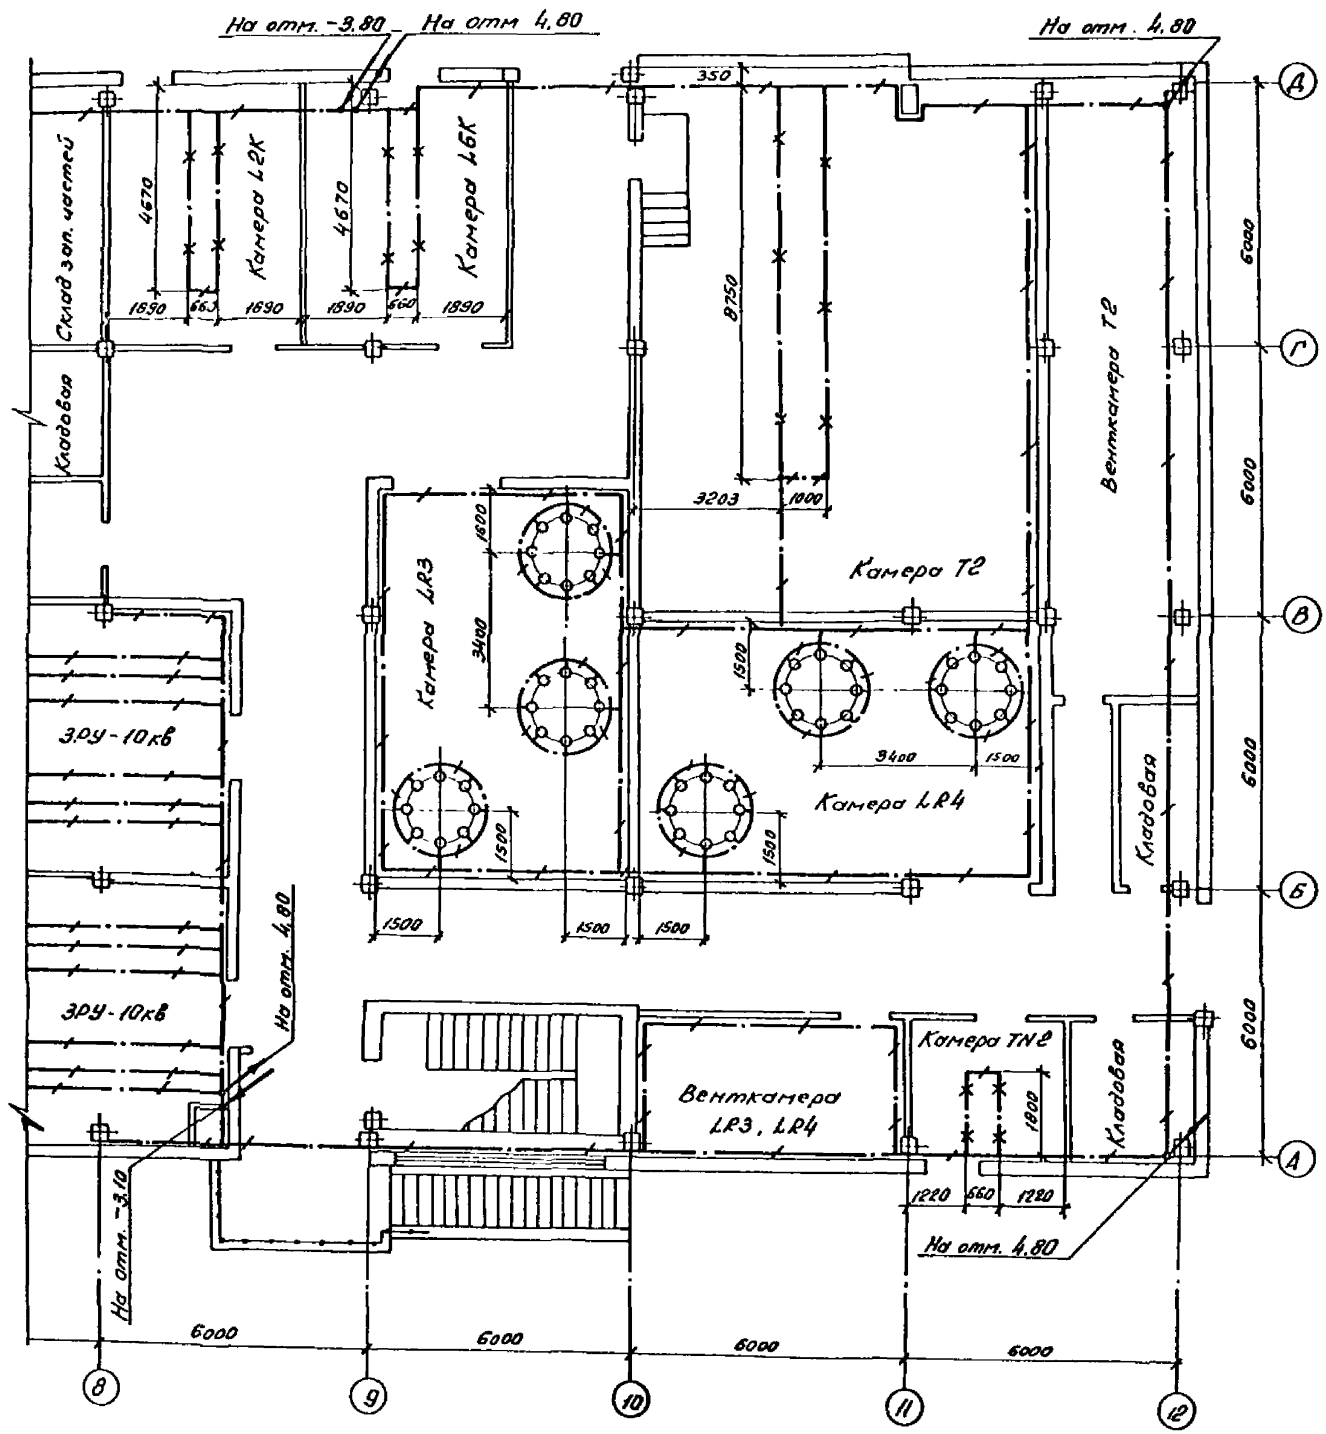 На отм. -3.80
На отм 4.80
На отм. 4.80
350
Д
4670
4670
Склад зап. частей
Камера L2К
Камера L6К
8750
6000
1890
660
1890
1890
660
1890
Г
Венткамера Т2
Кладовая
3203
1000
6000
1600
Камера LR3
3400
Камера Т2
В
1500
ЗРУ-10кв
3400
1500
6000
Камера LR4
Кладовая
1500
1500
Б
На отм. 4.80
1500
1500
1500
ЗРУ-10кв
6000
Камера TN2
Кладовая
1800
Венткамера
LR3, LR4
А
1220
660
1220
На отм. -3.10
На отм. 4.80
6000
6000
6000
6000
8
9
10
11
12